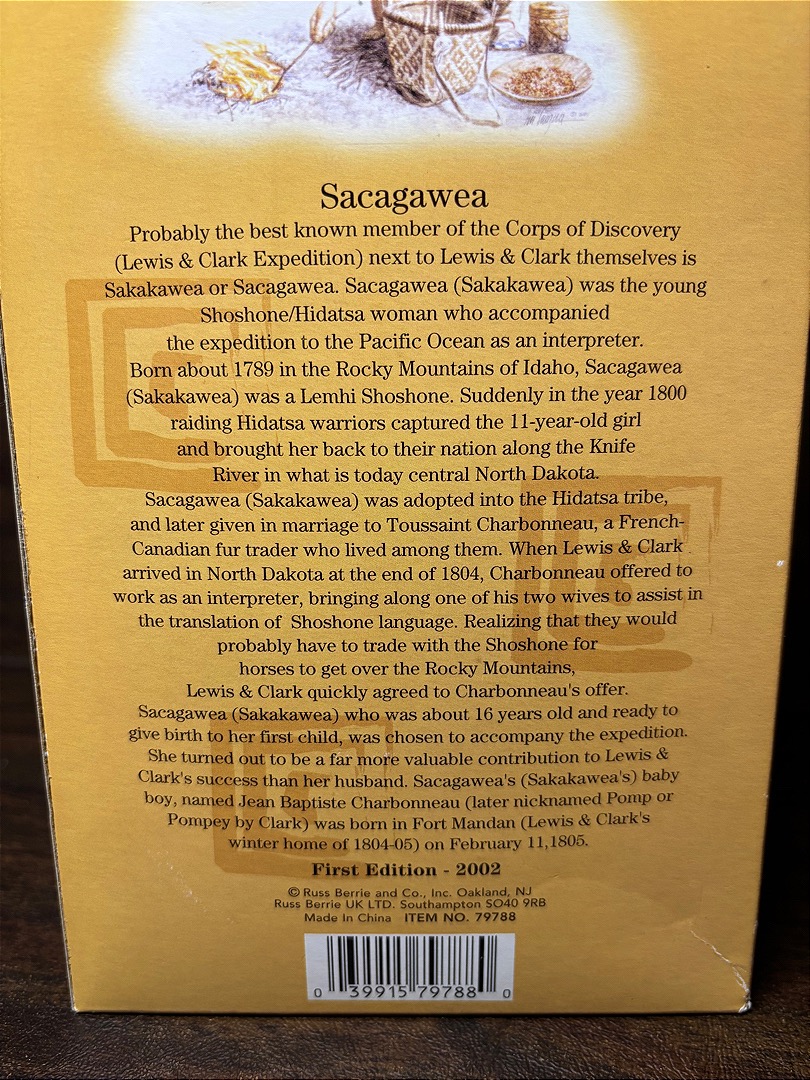 Sacagawea
Probably the best known member of the Corps of Discovery
(Lewis & Clark Expedition) next to Lewis & Clark themselves is
Sakakawea or Sacagawea. Sacagawea (Sakakawea) was the young
Shoshone/Hidatsa woman who accompanied
the expedition to the Pacific Ocean as an interpreter.
Born about 1789 in the Rocky Mountains of Idaho, Sacagawea
(Sakakawea) was a Lemhi Shoshone. Suddenly in the year 1800
raiding Hidatsa warriors captured the 11-year-old girl
and brought her back to their nation along the Knife
River in what is today central North Dakota.
Sacagawea (Sakakawea) was adopted into the Hidatsa tribe,
and later given in marriage to Toussaint Charbonneau, a French-
Canadian fur trader who lived among them. When Lewis & Clark
arrived in North Dakota at the end of 1804, Charbonneau offered to
work as an interpreter, bringing along one of his two wives to assist in
the translation of Shoshone language. Realizing that they would
probably have to trade with the Shoshone for
horses to get over the Rocky Mountains,
Lewis & Clark quickly agreed to Charbonneau's offer.
Sacagawea (Sakakawea) who was about 16 years old and ready to
give birth to her first child, was chosen to accompany the expedition.
She turned out to be a far more valuable contribution to Lewis &
Clark's success than her husband. Sacagawea's (Sakakawea's) baby
boy, named Jean Baptiste Charbonneau (later nicknamed Pomp or
Pompey by Clark) was born in Fort Mandan (Lewis & Clark's
winter home of 1804-05) on February 11,1805.
First Edition - 2002
© Russ Berrie and Co., Inc. Oakland, NJ
Russ Berrie UK LTD. Southampton SO40 9RB
Made In China ITEM NO. 79788
0 39915 79788 0